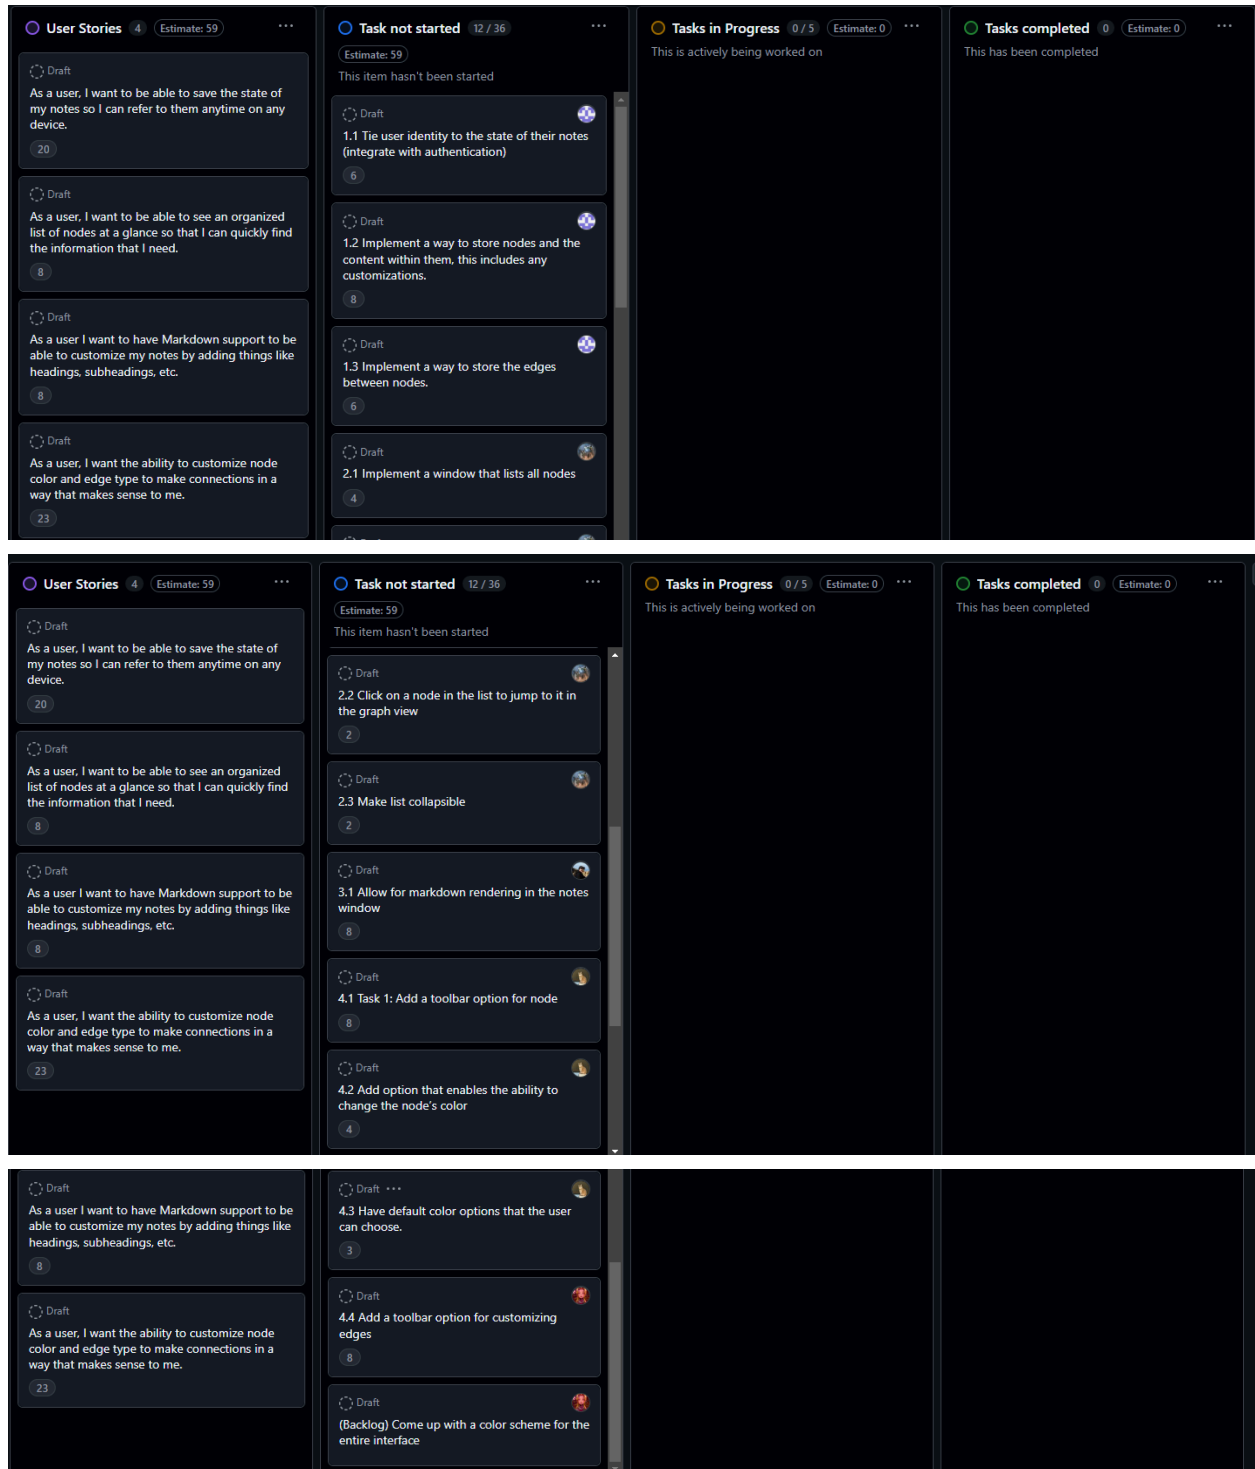 User Stories 4 Estimate: 59 ···
Draft
As a user, I want to be able to save the state of
my notes so I can refer to them anytime on any
device.
20
Draft
As a user, I want to be able to see an organized
list of nodes at a glance so that I can quickly find
the information that I need.
8
Draft
As a user I want to have Markdown support to be
able to customize my notes by adding things like
headings, subheadings, etc.
8
Draft
As a user, I want the ability to customize node
color and edge type to make connections in a
way that makes sense to me.
23
Task not started 12 / 36 ···
Estimate: 59
This item hasn't been started
Draft
1.1 Tie user identity to the state of their notes
(integrate with authentication)
6
Draft
1.2 Implement a way to store nodes and the
content within them, this includes any
customizations.
8
Draft
1.3 Implement a way to store the edges
between nodes.
6
Draft
2.1 Implement a window that lists all nodes
4
Draft
Tasks in Progress 0 / 5 Estimate: 0 ···
This is actively being worked on
Tasks completed 0 Estimate: 0 ···
This has been completed
User Stories 4 Estimate: 59 ···
Draft
As a user, I want to be able to save the state of
my notes so I can refer to them anytime on any
device.
20
Draft
As a user, I want to be able to see an organized
list of nodes at a glance so that I can quickly find
the information that I need.
8
Draft
As a user I want to have Markdown support to be
able to customize my notes by adding things like
headings, subheadings, etc.
8
Draft
As a user, I want the ability to customize node
color and edge type to make connections in a
way that makes sense to me.
23
Task not started 12 / 36 ···
Estimate: 59
This item hasn't been started
Draft
2.2 Click on a node in the list to jump to it in
the graph view
2
Draft
2.3 Make list collapsible
2
Draft
3.1 Allow for markdown rendering in the notes
window
8
Draft
4.1 Task 1: Add a toolbar option for node
8
Draft
4.2 Add option that enables the ability to
change the node's color
4
Tasks in Progress 0 / 5 Estimate: 0 ···
This is actively being worked on
Tasks completed 0 Estimate: 0 ···
This has been completed
Draft
As a user I want to have Markdown support to be
able to customize my notes by adding things like
headings, subheadings, etc.
8
Draft
As a user, I want the ability to customize node
color and edge type to make connections in a
way that makes sense to me.
23
Draft ···
4.3 Have default color options that the user
can choose.
3
Draft
4.4 Add a toolbar option for customizing
edges
8
Draft
(Backlog) Come up with a color scheme for the
entire interface